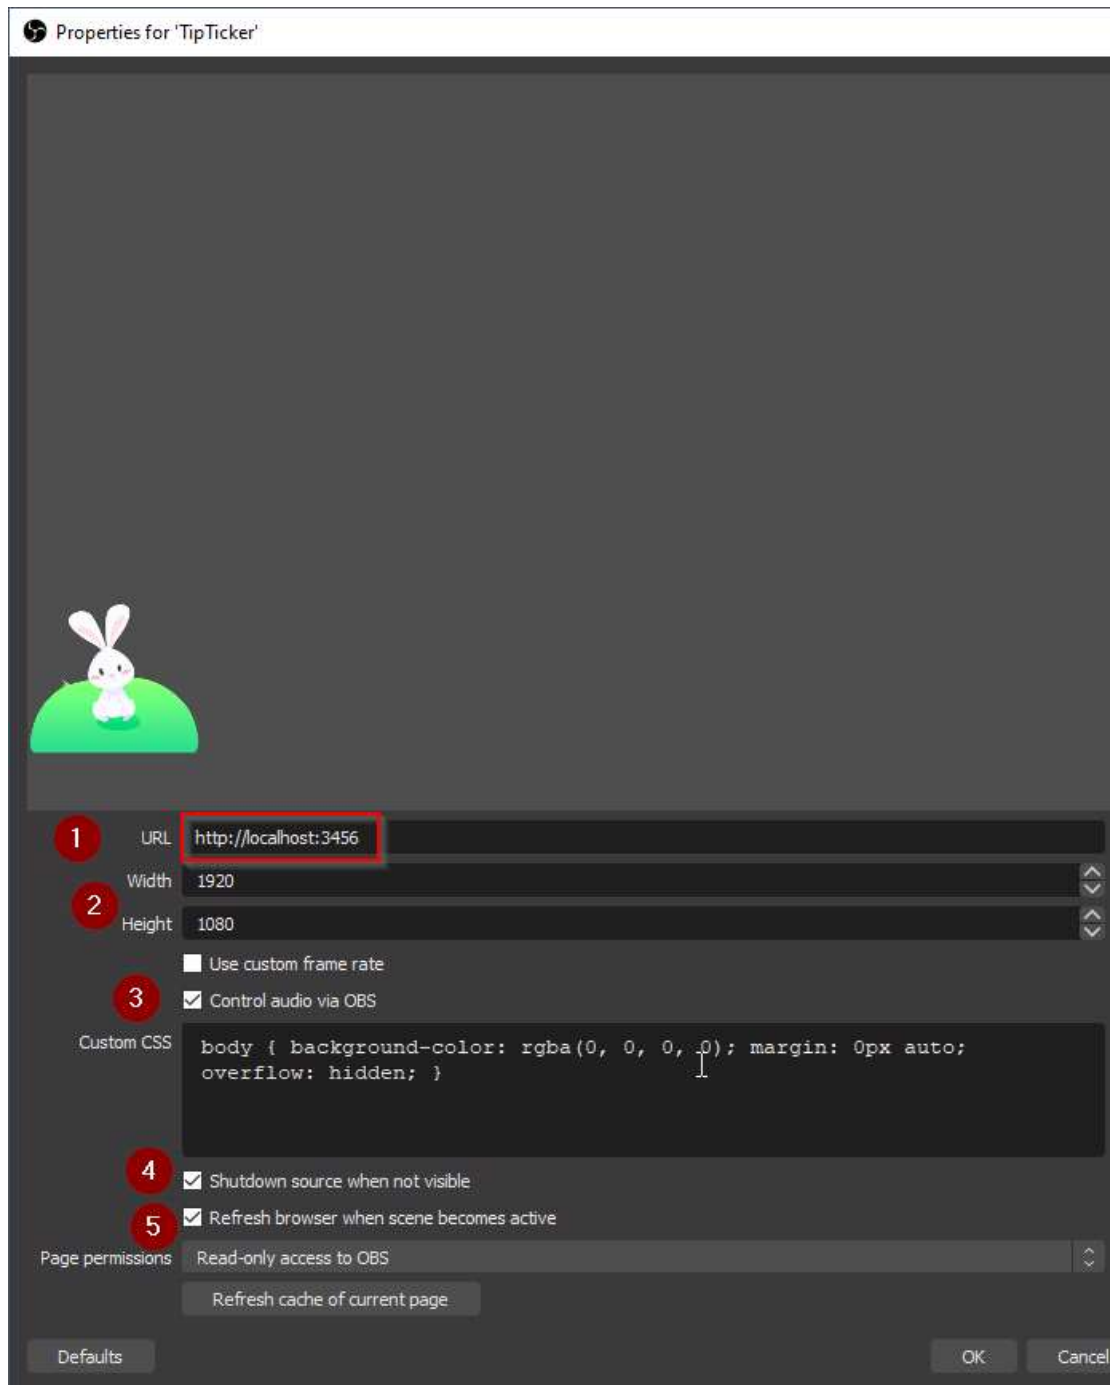 Properties for 'TipTicker'
1 URL http://localhost:3456
Width 1920
2
Height 1080
Use custom frame rate
3 Control audio via OBS
Custom CSS body { background-color: rgba(0, 0, 0, 0); margin: 0px auto;
overflow: hidden; }
4 Shutdown source when not visible
5 Refresh browser when scene becomes active
Page permissions Read-only access to OBS
Refresh cache of current page
Defaults OK Cancel